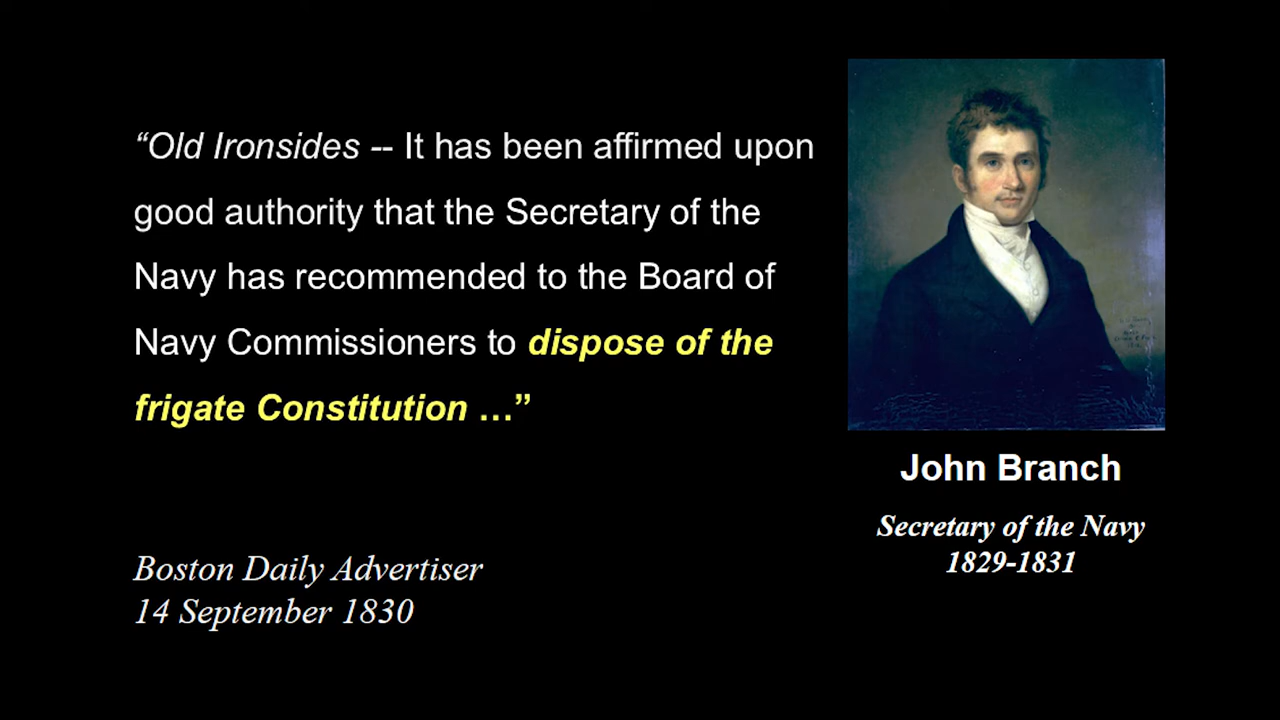 “Old Ironsides -- It has been affirmed upon
good authority that the Secretary of the
Navy has recommended to the Board of
Navy Commissioners to dispose of the
frigate Constitution …”
Boston Daily Advertiser
14 September 1830
John Branch
Secretary of the Navy
1829-1831